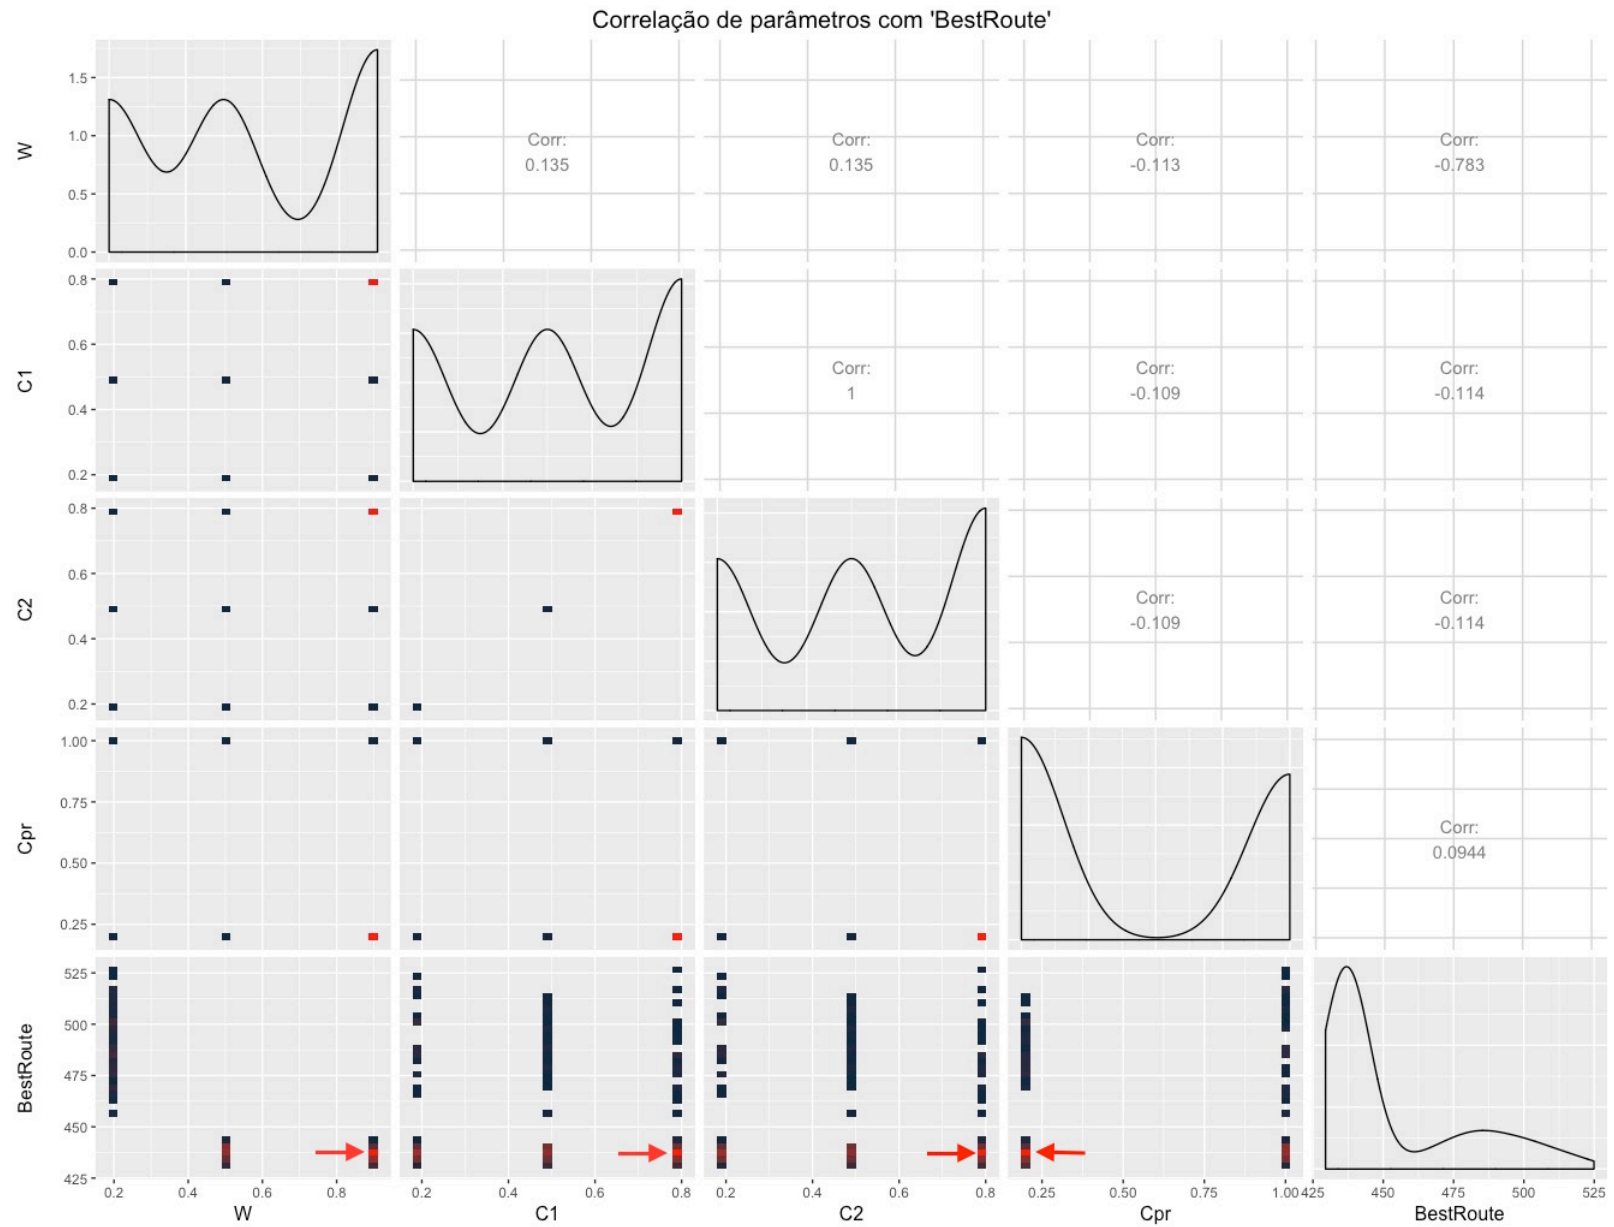 Correlação de parâmetros com 'BestRoute'
W
1.5
1.0
0.5
0.0
Corr:
0.135
Corr:
0.135
Corr:
-0.113
Corr:
-0.783
C1
0.8
0.6
0.4
0.2
Corr:
1
Corr:
-0.109
Corr:
-0.114
C2
0.8
0.6
0.4
0.2
Corr:
-0.109
Corr:
-0.114
Cpr
1.00
0.75
0.50
0.25
Corr:
0.0944
BestRoute
525
500
475
450
425
0.2 0.4 0.6 0.8
0.2 0.4 0.6 0.8
0.2 0.4 0.6 0.8
0.25 0.50 0.75 1.00
425 450 475 500 525
W C1 C2 Cpr BestRoute